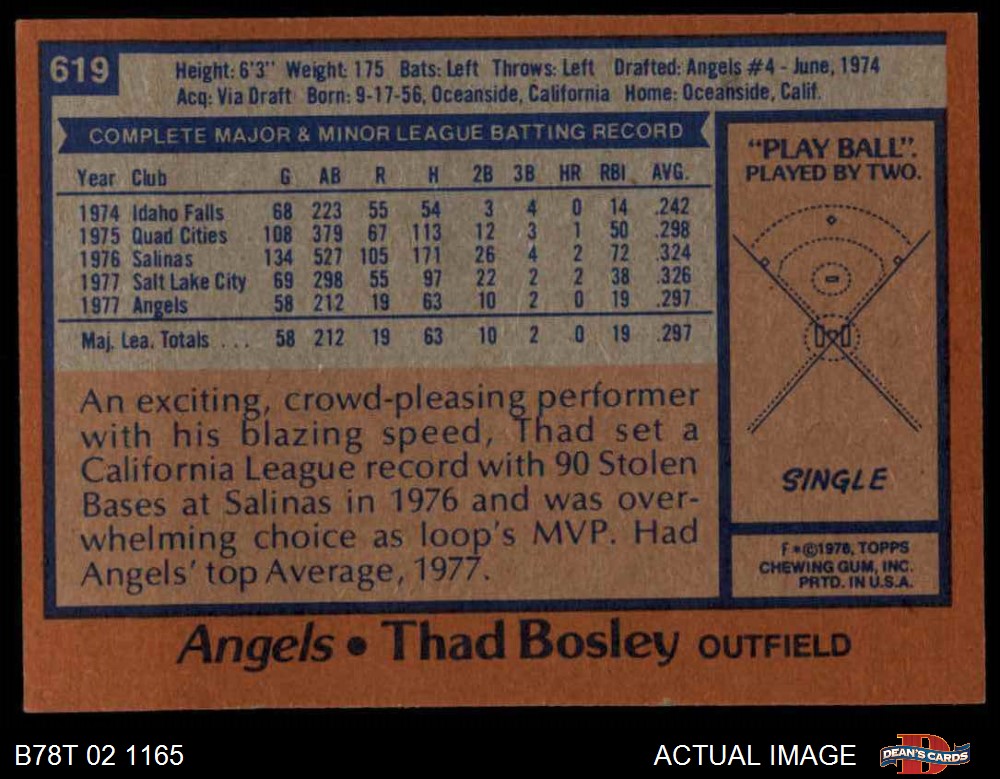 619
Height: 6'3" Weight: 175 Bats: Left Throws: Left Drafted: Angels #4 - June, 1974
Acq: Via Draft Born: 9-17-56, Oceanside, California Home: Oceanside, Calif.
COMPLETE MAJOR & MINOR LEAGUE BATTING RECORD
Year Club G AB R H 2B 3B HR RBI AVG.
1974 Idaho Falls 68 223 55 54 3 4 0 14 .242
1975 Quad Cities 108 379 67 113 12 3 1 50 .298
1976 Salinas 134 527 105 171 26 4 2 72 .324
1977 Salt Lake City 69 298 55 97 22 2 2 38 .326
1977 Angels 58 212 19 63 10 2 0 19 .297
Maj. Lea. Totals . . . 58 212 19 63 10 2 0 19 .297
An exciting, crowd-pleasing performer
with his blazing speed, Thad set a
California League record with 90 Stolen
Bases at Salinas in 1976 and was over-
whelming choice as loop's MVP. Had
Angels' top Average, 1977.
"PLAY BALL".
PLAYED BY TWO.
SINGLE
F*©1978, TOPPS
CHEWING GUM, INC.
PRTD. IN U.S.A.
Angels • Thad Bosley OUTFIELD
B78T 02 1165
ACTUAL IMAGE
D
DEAN'S CARDS